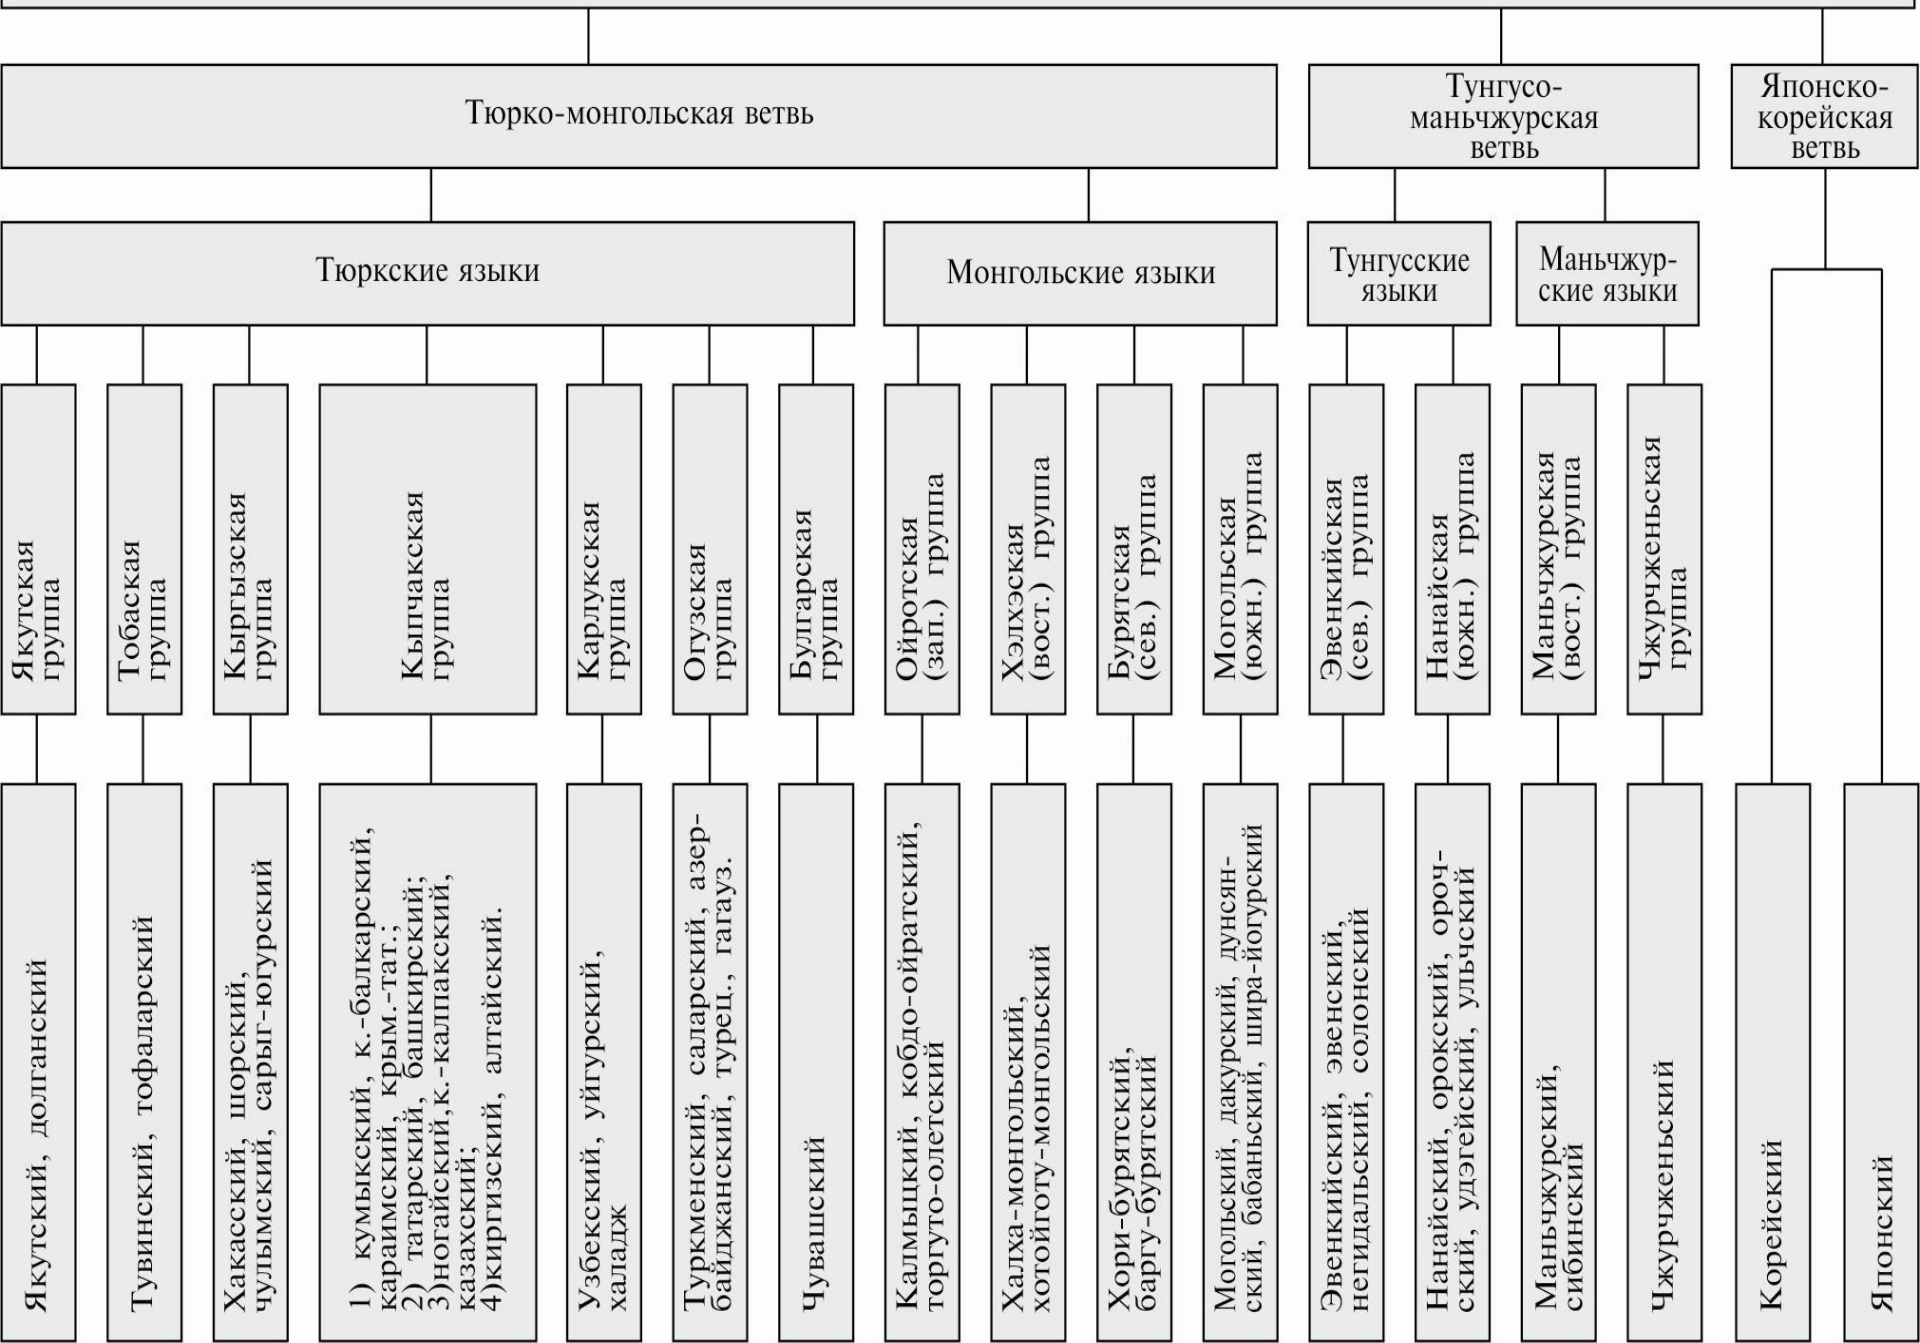 Тюрко-монгольская ветвь
Тунгусо-
маньчжурская
ветвь
Японско-
корейская
ветвь
Тюркские языки
Монгольские языки
Тунгусские
языки
Маньчжур-
ские языки
Якутская
группа
Тобаская
группа
Кыргызская
группа
Кыпчакская
группа
Карлукская
группа
Огузская
группа
Булгарская
группа
Ойротская
(зап.) группа
Хэлхэская
(вост.) группа
Бурятская
(сев.) группа
Могольская
(южн.) группа
Эвенкийская
(сев.) группа
Нанайская
(южн.) группа
Маньчжурская
(вост.) группа
Чжурчженьская
группа
Якутский, долганский
Тувинский, тофаларский
Хакасский, шорский,
чулымский, сарыг-югурский
1) кумыкский, к.-балкарский,
караимский, крым.-тат.;
2) татарский, башкирский;
3)ногайский,к.-калпакский,
казахский;
4)киргизский, алтайский.
Узбекский, уйгурский,
халадж
Туркменский, саларский, азер-
байджанский, турец., гагауз.
Чувашский
Калмыцкий, кобдо-ойратский,
торгуто-олетский
Халха-монгольский,
хотойготу-монгольский
Хори-бурятский,
баргу-бурятский
Могольский, дакурский, дунсян-
ский, бабаньский, шира-йогурский
Эвенкийский, эвенский,
негидальский, солонский
Нанайский, орокский, ороч-
ский, удэгейский, ульчский
Маньчжурский,
сибинский
Чжурчженьский
Корейский
Японский